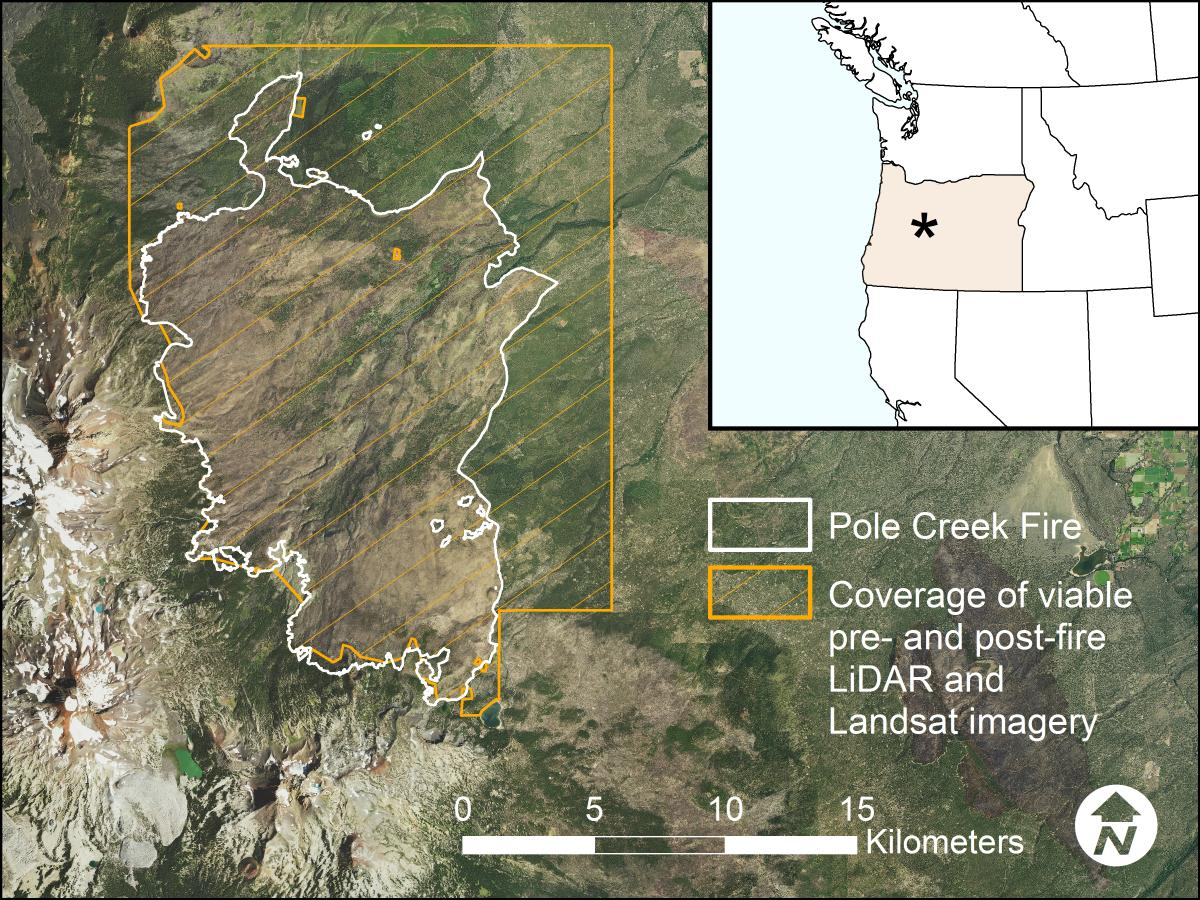 *
Pole Creek Fire
Coverage of viable
pre- and post-fire
LiDAR and
Landsat imagery
0 5 10 15
Kilometers
N